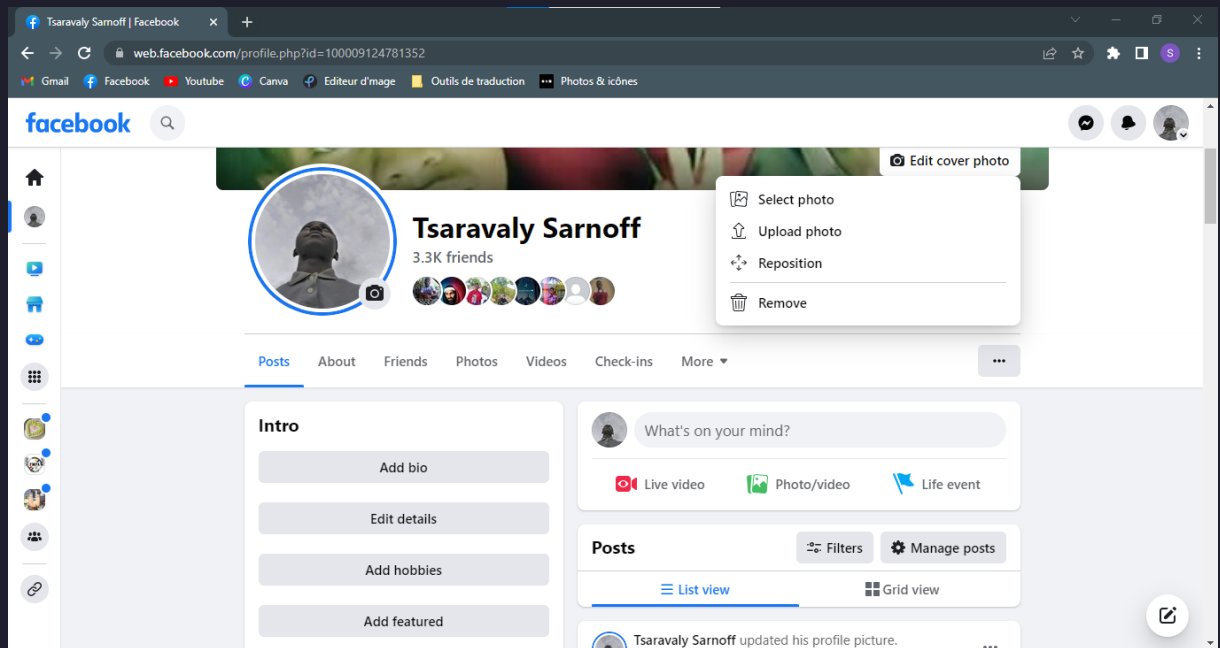 Tsaravaly Sarnoff | Facebook
web.facebook.com/profile.php?id=100009124781352
S
Gmail
Facebook
Youtube
Canva
Editeur d'mage
Outils de traduction
Photos & icônes
facebook
Edit cover photo
Select photo
Upload photo
Reposition
Remove
Tsaravaly Sarnoff
3.3K friends
Posts
About
Friends
Photos
Videos
Check-ins
More
Intro
Add bio
Edit details
Add hobbies
Add featured
What's on your mind?
Live video
Photo/video
Life event
Posts
Filters
Manage posts
List view
Grid view
Tsaravaly Sarnoff updated his profile picture.